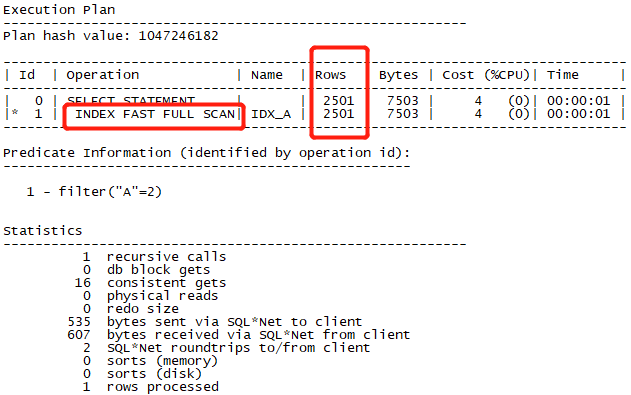 Execution Plan
----------------------------------------------------------
Plan hash value: 1047246182
------------------------------------------------------------------------------
| Id | Operation | Name | Rows | Bytes | Cost (%CPU)| Time |
------------------------------------------------------------------------------
| 0 | SELECT STATEMENT | | 2501 | 7503 | 4 (0)| 00:00:01 |
|* 1 | INDEX FAST FULL SCAN| IDX_A | 2501 | 7503 | 4 (0)| 00:00:01 |
------------------------------------------------------------------------------
Predicate Information (identified by operation id):
---------------------------------------------------
1 - filter("A"=2)
Statistics
----------------------------------------------------------
1 recursive calls
0 db block gets
16 consistent gets
0 physical reads
0 redo size
535 bytes sent via SQL*Net to client
607 bytes received via SQL*Net from client
2 SQL*Net roundtrips to/from client
0 sorts (memory)
0 sorts (disk)
1 rows processed